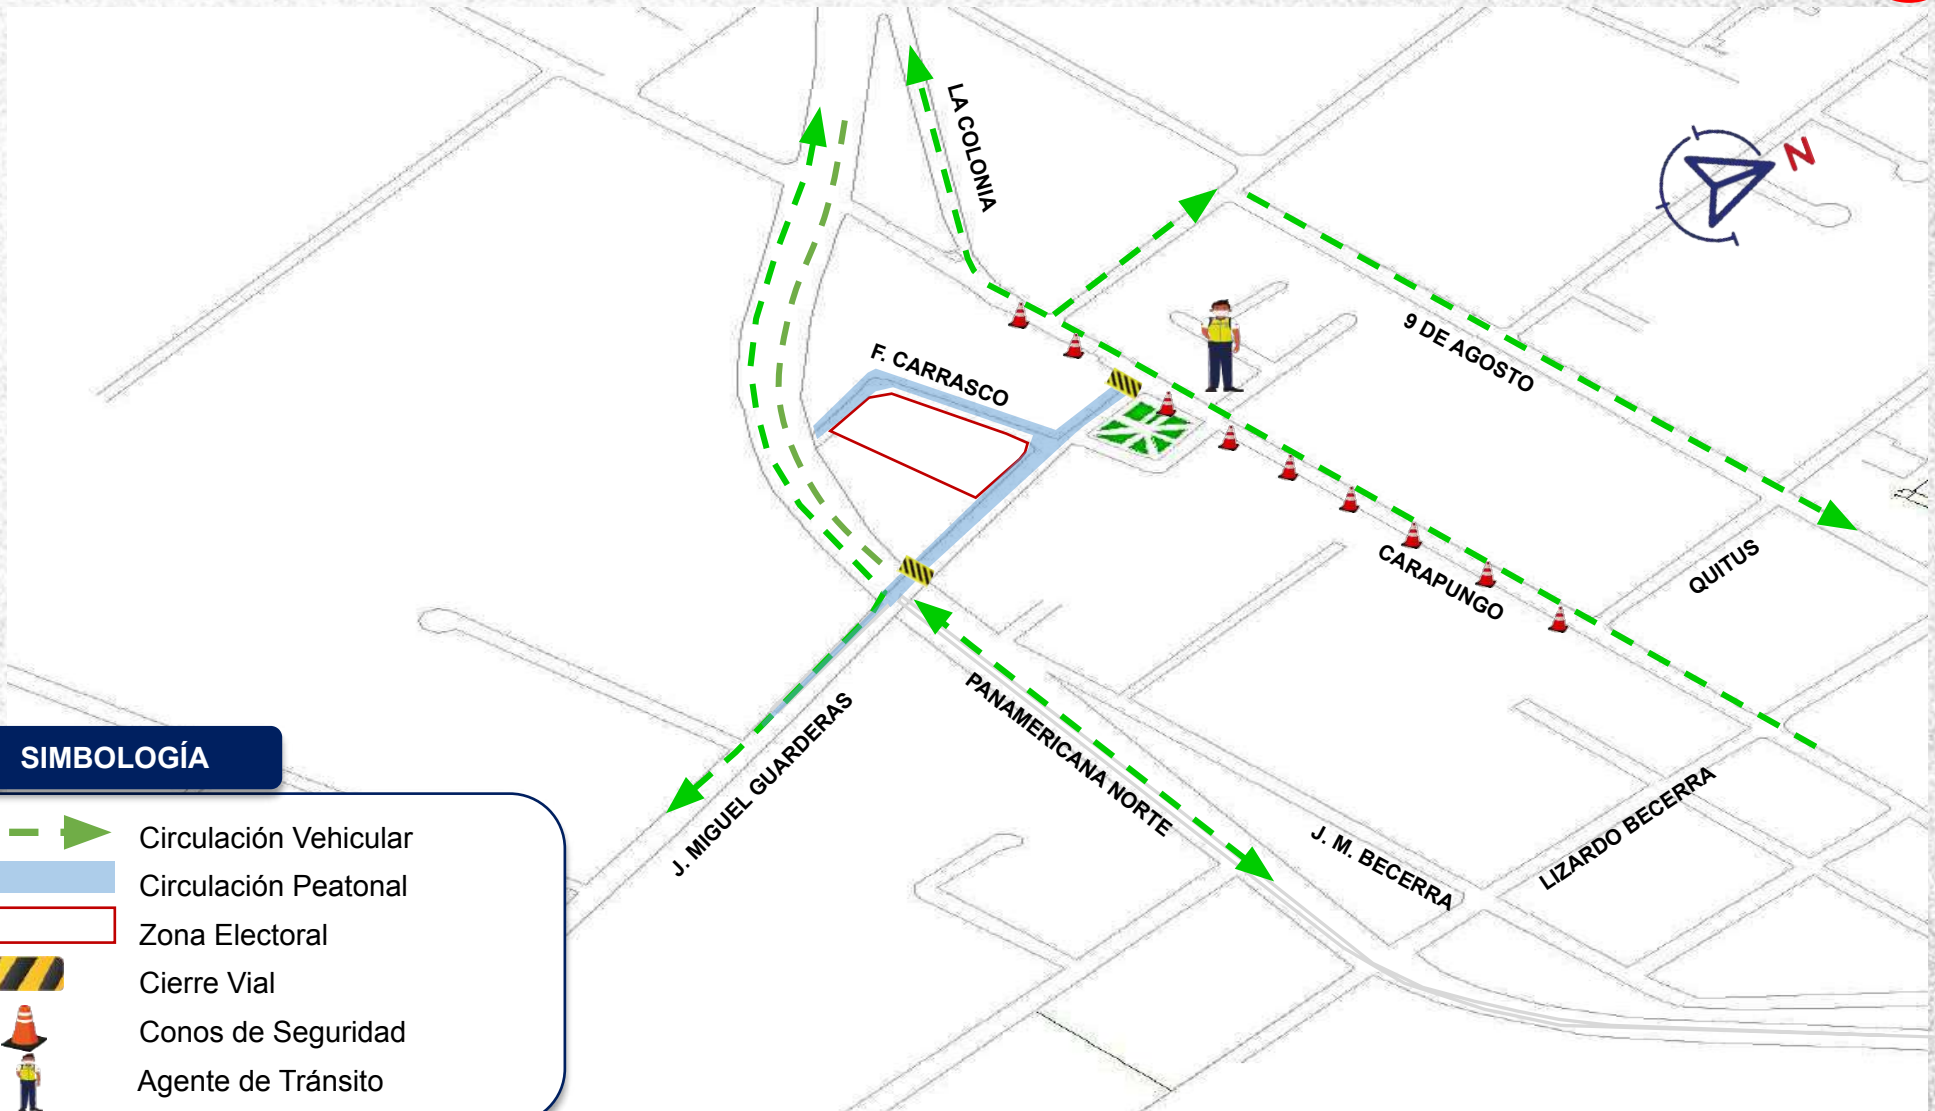 LA COLONIA
N
9 DE AGOSTO
F. CARRASCO
CARAPUNGO
QUITUS
PANAMERICANA NORTE
J. MIGUEL GUARDERAS
J. M. BECERRA
LIZARDO BECERRA
SIMBOLOGÍA
Circulación Vehicular
Circulación Peatonal
Zona Electoral
Cierre Vial
Conos de Seguridad
Agente de Tránsito